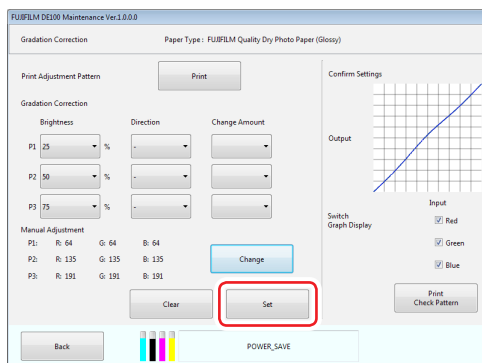 FUJIFILM DE100 Maintenance Ver.1.0.0.0
Gradation Correction Paper Type : FUJIFILM Quality Dry Photo Paper (Glossy)
Print Adjustment Pattern Print
Gradation Correction
Brightness Direction Change Amount
P1 25 % -
P2 50 % -
P3 75 % -
Manual Adjustment
P1: R: 64 G: 64 B: 64
P2: R: 135 G: 135 B: 135
P3: R: 191 G: 191 B: 191
Change
Clear Set
Confirm Settings
Output
Input
Switch
Graph Display
Red
Green
Blue
Print
Check Pattern
Back POWER_SAVE